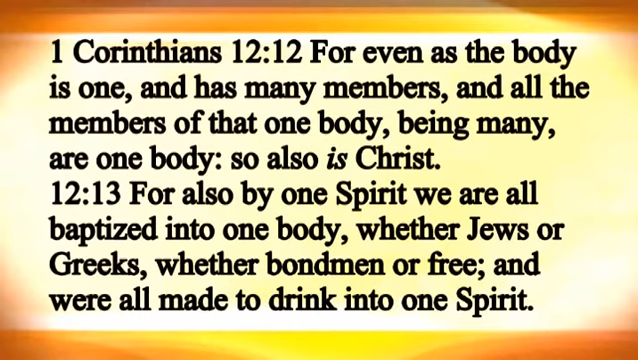 1 Corinthians 12:12 For even as the body
is one, and has many members, and all the
members of that one body, being many,
are one body: so also is Christ.
12:13 For also by one Spirit we are all
baptized into one body, whether Jews or
Greeks, whether bondmen or free; and
were all made to drink into one Spirit.